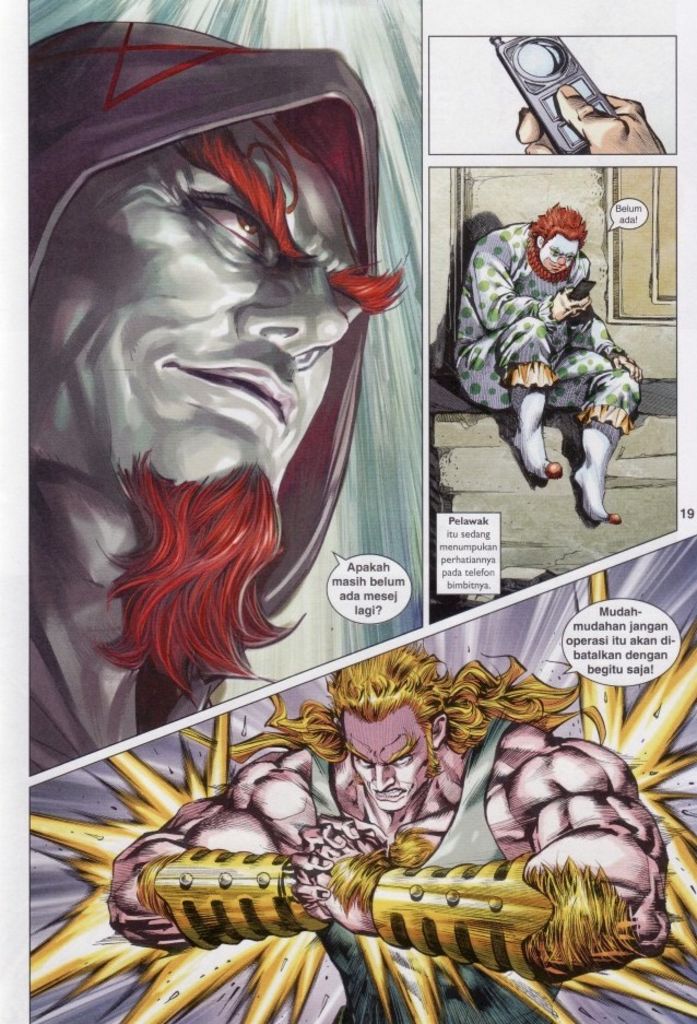 Belum
ada!
Pelawak
itu sedang
menumpukan
perhatiannya
pada telefon
bimbitnya.
19
Apakah
masih belum
ada mesej
lagi?
Mudah-
mudahan jangan
operasi itu akan di-
batalkan dengan
begitu saja!